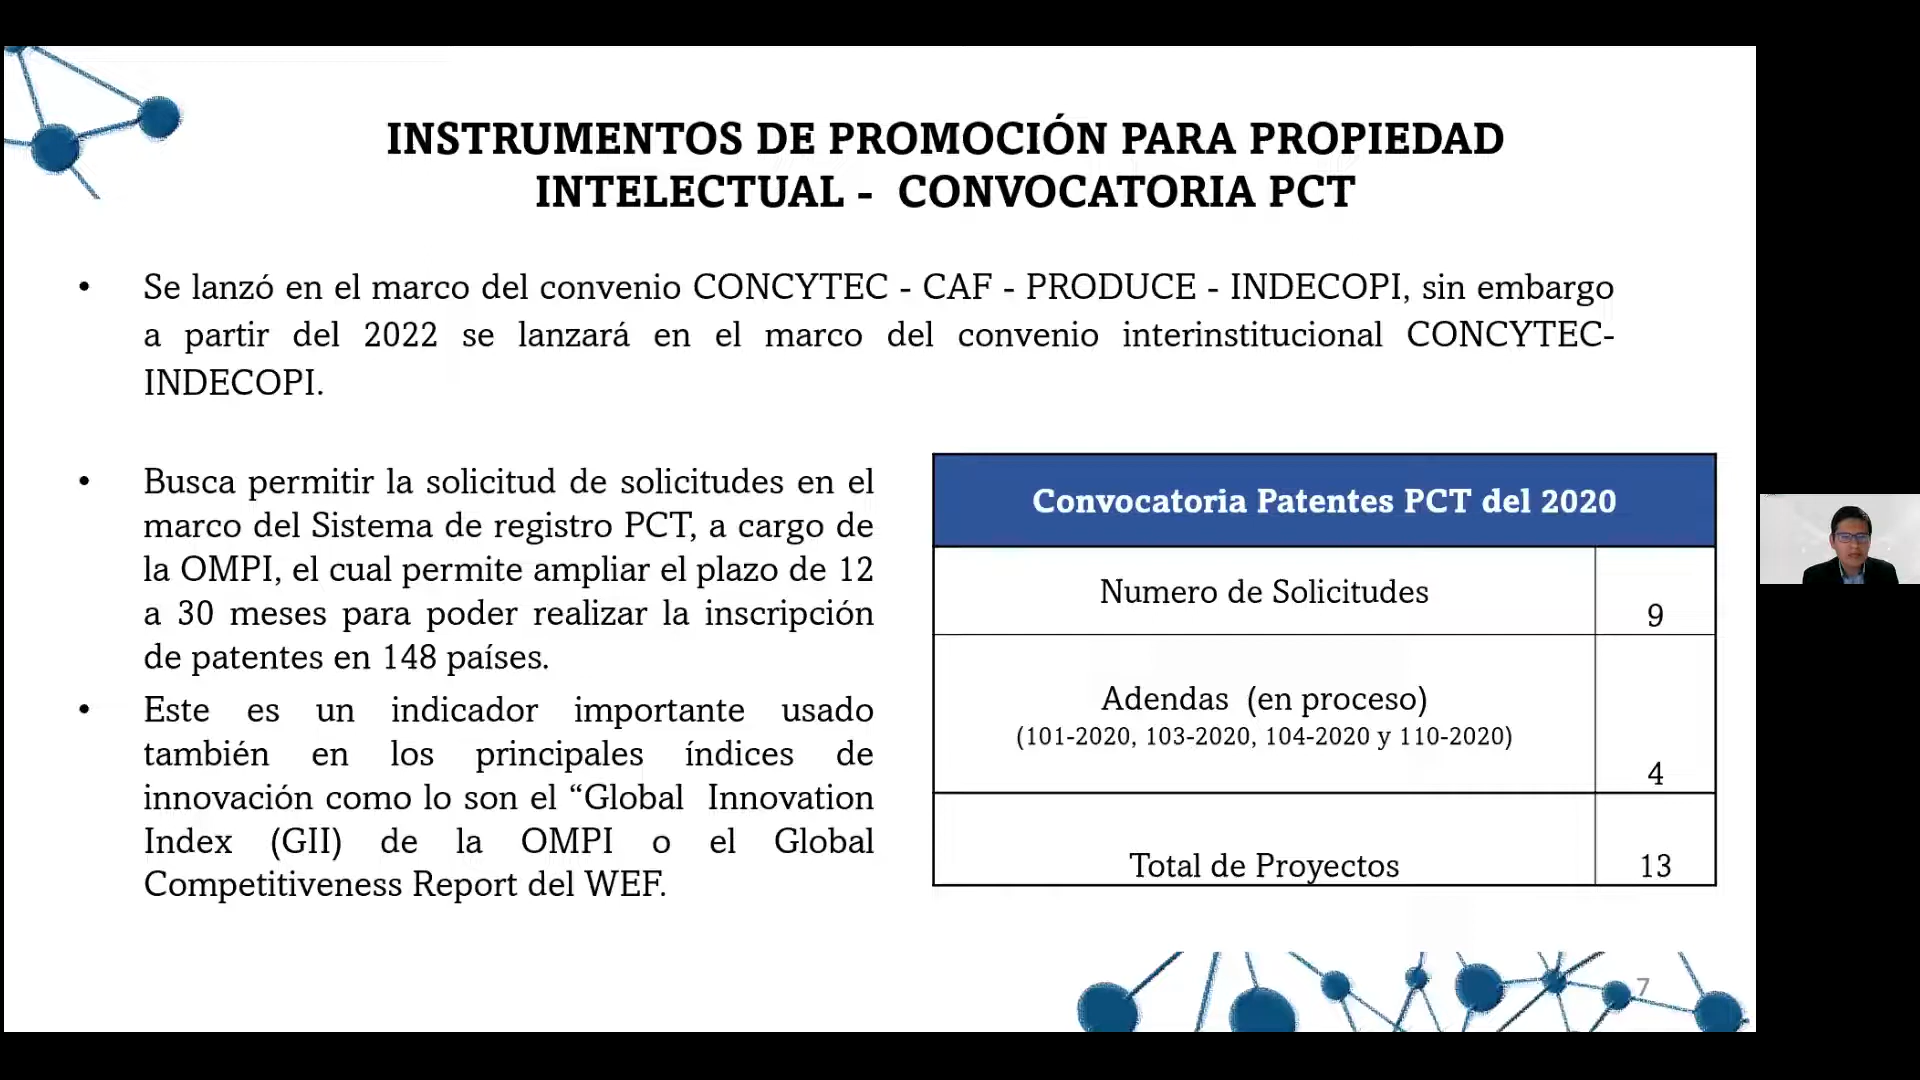 INSTRUMENTOS DE PROMOCIÓN PARA PROPIEDAD
INTELECTUAL - CONVOCATORIA PCT
• Se lanzó en el marco del convenio CONCYTEC - CAF - PRODUCE - INDECOPI, sin embargo
a partir del 2022 se lanzará en el marco del convenio interinstitucional CONCYTEC-
INDECOPI.
• Busca permitir la solicitud de solicitudes en el
marco del Sistema de registro PCT, a cargo de
la OMPI, el cual permite ampliar el plazo de 12
a 30 meses para poder realizar la inscripción
de patentes en 148 países.
• Este es un indicador importante usado
también en los principales índices de
innovación como lo son el “Global Innovation
Index (GII) de la OMPI o el Global
Competitiveness Report del WEF.
Convocatoria Patentes PCT del 2020
Numero de Solicitudes
9
Adendas (en proceso)
(101-2020, 103-2020, 104-2020 y 110-2020)
4
Total de Proyectos 13
7